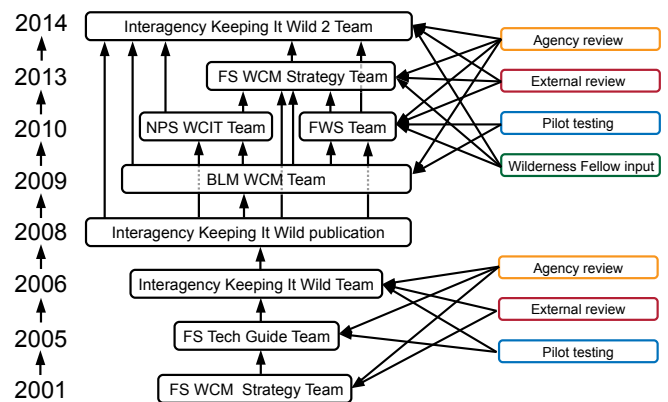 2014
Interagency Keeping It Wild 2 Team
Agency review
2013
FS WCM Strategy Team
External review
2010
NPS WCIT Team
FWS Team
Pilot testing
Wilderness Fellow input
2009
BLM WCM Team
2008
Interagency Keeping It Wild publication
Agency review
2006
Interagency Keeping It Wild Team
External review
2005
FS Tech Guide Team
Pilot testing
2001
FS WCM Strategy Team